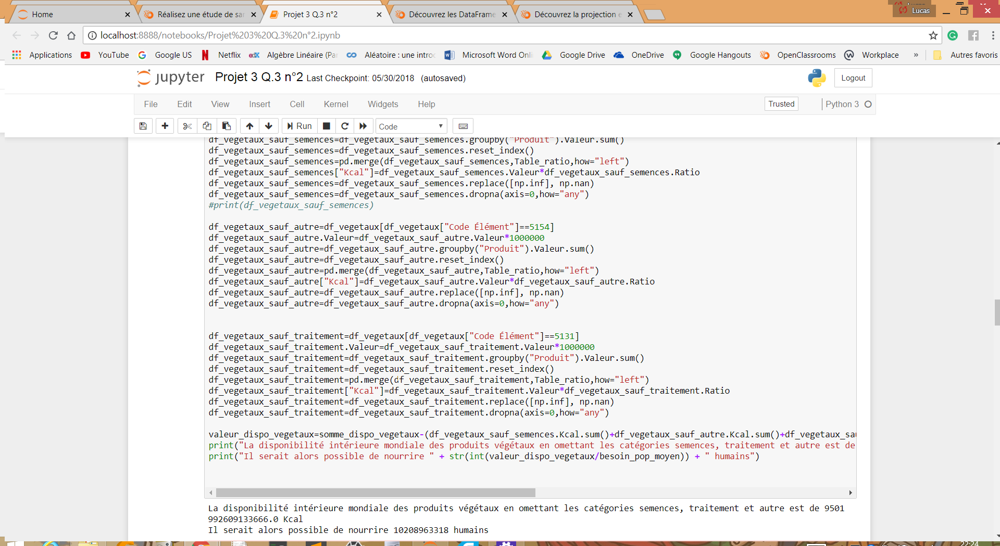 Home
Réalisez une étude de sar
Projet 3 Q.3 n°2
Découvrez les DataFrame
Découvrez la projection e
Lucas
localhost:8888/notebooks/Projet%203%20Q.3%20n°2.ipynb
Applications YouTube Google US Netflix Algèbre Linéaire (Par Aléatoire : une introd Microsoft Word Onli Google Drive OneDrive Google Hangouts OpenClassrooms Workplace » Autres favoris
jupyter Projet 3 Q.3 n°2 Last Checkpoint: 05/30/2018 (autosaved) Logout
File Edit View Insert Cell Kernel Widgets Help Trusted Python 3
Run Code
df_vegetaux_sauf_semences=df_vegetaux_sauf_semences.groupby("Produit").Valeur.sum()
df_vegetaux_sauf_semences=df_vegetaux_sauf_semences.reset_index()
df_vegetaux_sauf_semences=pd.merge(df_vegetaux_sauf_semences,Table_ratio,how="left")
df_vegetaux_sauf_semences["Kcal"]=df_vegetaux_sauf_semences.Valeur*df_vegetaux_sauf_semences.Ratio
df_vegetaux_sauf_semences=df_vegetaux_sauf_semences.replace([np.inf], np.nan)
df_vegetaux_sauf_semences=df_vegetaux_sauf_semences.dropna(axis=0,how="any")
#print(df_vegetaux_sauf_semences)
df_vegetaux_sauf_autre=df_vegetaux[df_vegetaux["Code Élément"]==5154]
df_vegetaux_sauf_autre.Valeur=df_vegetaux_sauf_autre.Valeur*1000000
df_vegetaux_sauf_autre=df_vegetaux_sauf_autre.groupby("Produit").Valeur.sum()
df_vegetaux_sauf_autre=df_vegetaux_sauf_autre.reset_index()
df_vegetaux_sauf_autre=pd.merge(df_vegetaux_sauf_autre,Table_ratio,how="left")
df_vegetaux_sauf_autre["Kcal"]=df_vegetaux_sauf_autre.Valeur*df_vegetaux_sauf_autre.Ratio
df_vegetaux_sauf_autre=df_vegetaux_sauf_autre.replace([np.inf], np.nan)
df_vegetaux_sauf_autre=df_vegetaux_sauf_autre.dropna(axis=0,how="any")
df_vegetaux_sauf_traitement=df_vegetaux[df_vegetaux["Code Élément"]==5131]
df_vegetaux_sauf_traitement.Valeur=df_vegetaux_sauf_traitement.Valeur*1000000
df_vegetaux_sauf_traitement=df_vegetaux_sauf_traitement.groupby("Produit").Valeur.sum()
df_vegetaux_sauf_traitement=df_vegetaux_sauf_traitement.reset_index()
df_vegetaux_sauf_traitement=pd.merge(df_vegetaux_sauf_traitement,Table_ratio,how="left")
df_vegetaux_sauf_traitement["Kcal"]=df_vegetaux_sauf_traitement.Valeur*df_vegetaux_sauf_traitement.Ratio
df_vegetaux_sauf_traitement=df_vegetaux_sauf_traitement.replace([np.inf], np.nan)
df_vegetaux_sauf_traitement=df_vegetaux_sauf_traitement.dropna(axis=0,how="any")
valeur_dispo_vegetaux=somme_dispo_vegetaux-(df_vegetaux_sauf_semences.Kcal.sum()+df_vegetaux_sauf_autre.Kcal.sum()+df_vegetaux_sau
print("La disponibilité intérieure mondiale des produits végétaux en omettant les catégories semences, traitement et autre est de
print("Il serait alors possible de nourrire " + str(int(valeur_dispo_vegetaux/besoin_pop_moyen)) + " humains")
La disponibilité intérieure mondiale des produits végétaux en omettant les catégories semences, traitement et autre est de 9501
992609133666.0 Kcal
Il serait alors possible de nourrire 10208963318 humains
22:24